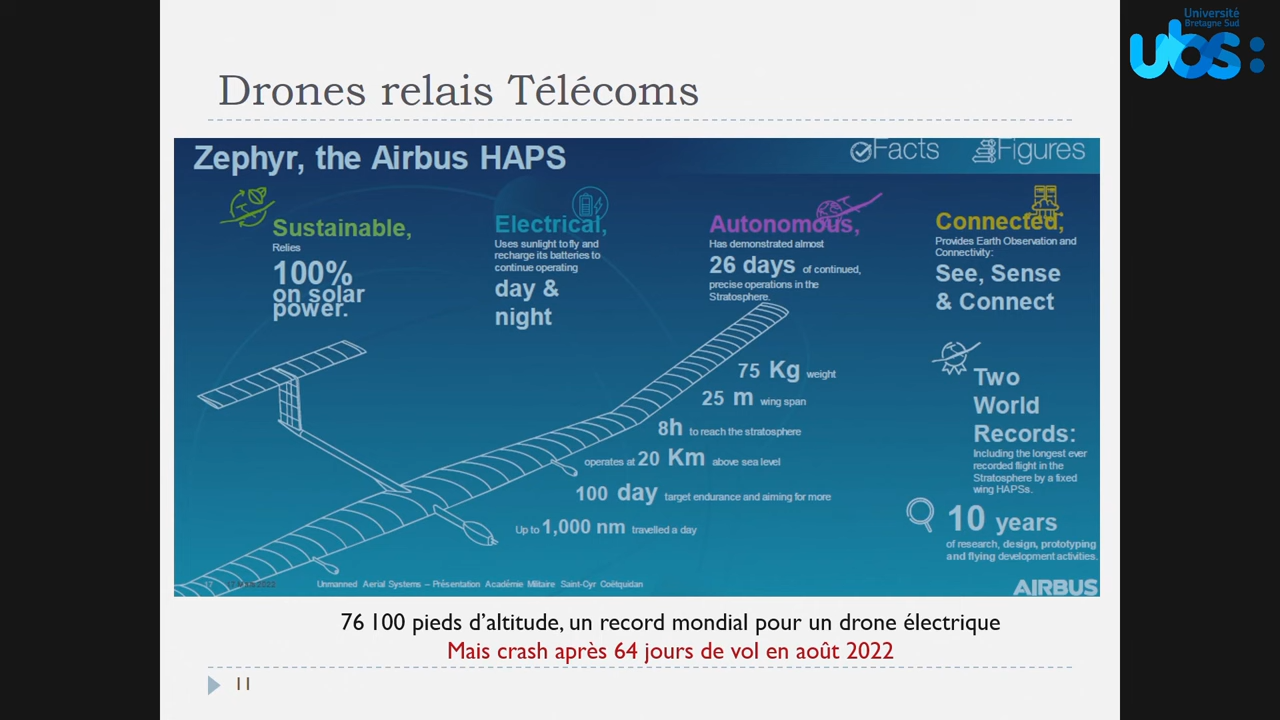 Université
Bretagne Sud
ubs:
Drones relais Télécoms
Zephyr, the Airbus HAPS
Facts
Figures
Sustainable,
Relies
100%
on solar
power.
Electrical,
Uses sunlight to fly and
recharge its batteries to
continue operating
day &
night
Autonomous,
Has demonstrated almost
26 days of continued,
precise operations in the
Stratosphere.
Connected,
Provides Earth Observation and
Connectivity:
See, Sense
& Connect
75 Kg weight
25 m wing span
8h to reach the stratosphere
operates at 20 Km above sea level
100 day target endurance and aiming for more
Up to 1,000 nm travelled a day
Two
World
Records:
Including the longest ever
recorded flight in the
Stratosphere by a fixed
wing HAPSs.
10 years
of research, design, prototyping
and flying development activities.
17
Unmanned Aerial Systems – Présentation Académie Militaire Saint-Cyr Coëtquidan
AIRBUS
76 100 pieds d’altitude, un record mondial pour un drone électrique
Mais crash après 64 jours de vol en août 2022
11